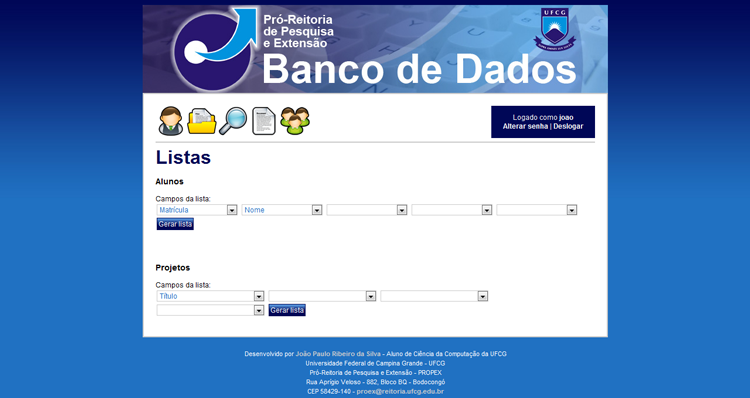 Pró-Reitoria
de Pesquisa
e Extensão
UFCG
Banco de Dados
Logado como joao
Alterar senha | Deslogar
Listas
Alunos
Campos da lista:
Matrícula Nome
Gerar lista
Projetos
Campos da lista:
Título
Gerar lista
Desenvolvido por João Paulo Ribeiro da Silva - Aluno de Ciência da Computação da UFCG
Universidade Federal de Campina Grande - UFCG
Pró-Reitoria de Pesquisa e Extensão - PROPEX
Rua Aprígio Veloso - 882, Bloco BQ - Bodocongó
CEP 58429-140 - proex@reitoria.ufcg.edu.br